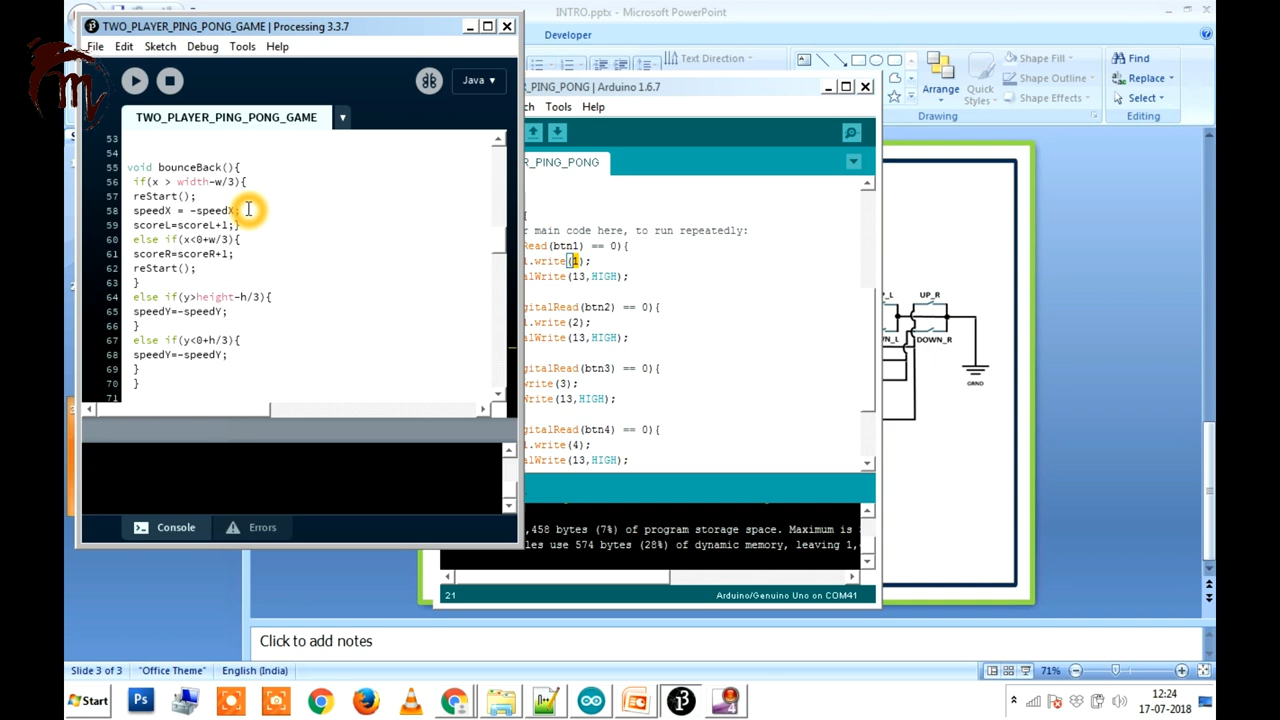 INTRO.pptx - Microsoft PowerPoint
TWO_PLAYER_PING_PONG_GAME | Processing 3.3.7
File Edit Sketch Debug Tools Help
Java ▾
TWO_PLAYER_PING_PONG_GAME
53
54
55 void bounceBack(){
56 if(x > width-w/3){
57 reStart();
58 speedX = -speedX;
59 scoreL=scoreL+1;}
60 else if(x<0+w/3){
61 scoreR=scoreR+1;
62 reStart();
63 }
64 else if(y>height-h/3){
65 speedY=-speedY;
66 }
67 else if(y<0+h/3){
68 speedY=-speedY;
69 }
70 }
71
Console
Errors
Developer
Text Direction
Arrange
Quick Styles
Shape Fill
Shape Outline
Shape Effects
Drawing
Find
Replace
Select
Editing
_PING_PONG | Arduino 1.6.7
ch Tools Help
ER_PING_PONG
{
r main code here, to run repeatedly:
Read(btn1) == 0){
l.write(1);
alWrite(13,HIGH);
gitalRead(btn2) == 0){
l.write(2);
alWrite(13,HIGH);
gitalRead(btn3) == 0){
write(3);
Write(13,HIGH);
gitalRead(btn4) == 0){
l.write(4);
alWrite(13,HIGH);
,458 bytes (7%) of program storage space. Maximum is
les use 574 bytes (28%) of dynamic memory, leaving 1,
21
Arduino/Genuino Uno on COM41
P_L
UP_R
N_L
DOWN_R
GRND
Click to add notes
Slide 3 of 3
"Office Theme"
English (India)
71%
Start
Ps
12:24
17-07-2018